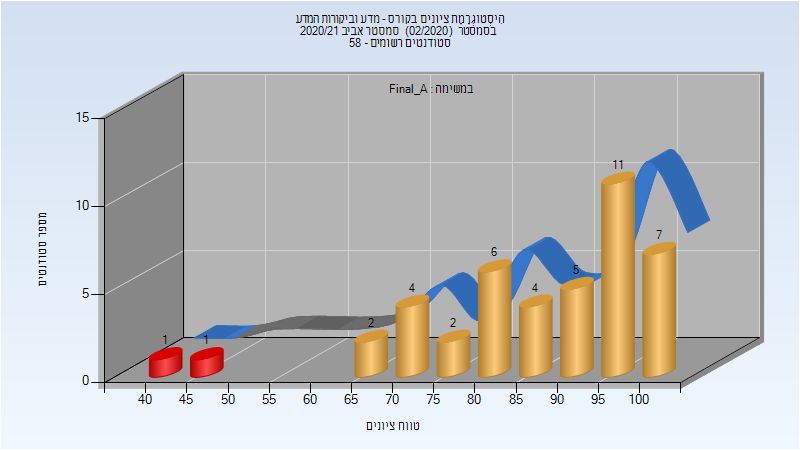 היסטוגרמת ציונים בקורס - מדע וביקורות המדע
בסמסטר (02/2020) סמסטר אביב 2020/21
סטודנטים רשומים - 58
במשימה : Final_A
15
10
5
0
מספר סטודנטים
1
1
2
4
2
6
4
5
11
7
40 45 50 55 60 65 70 75 80 85 90 95 100
טווח ציונים